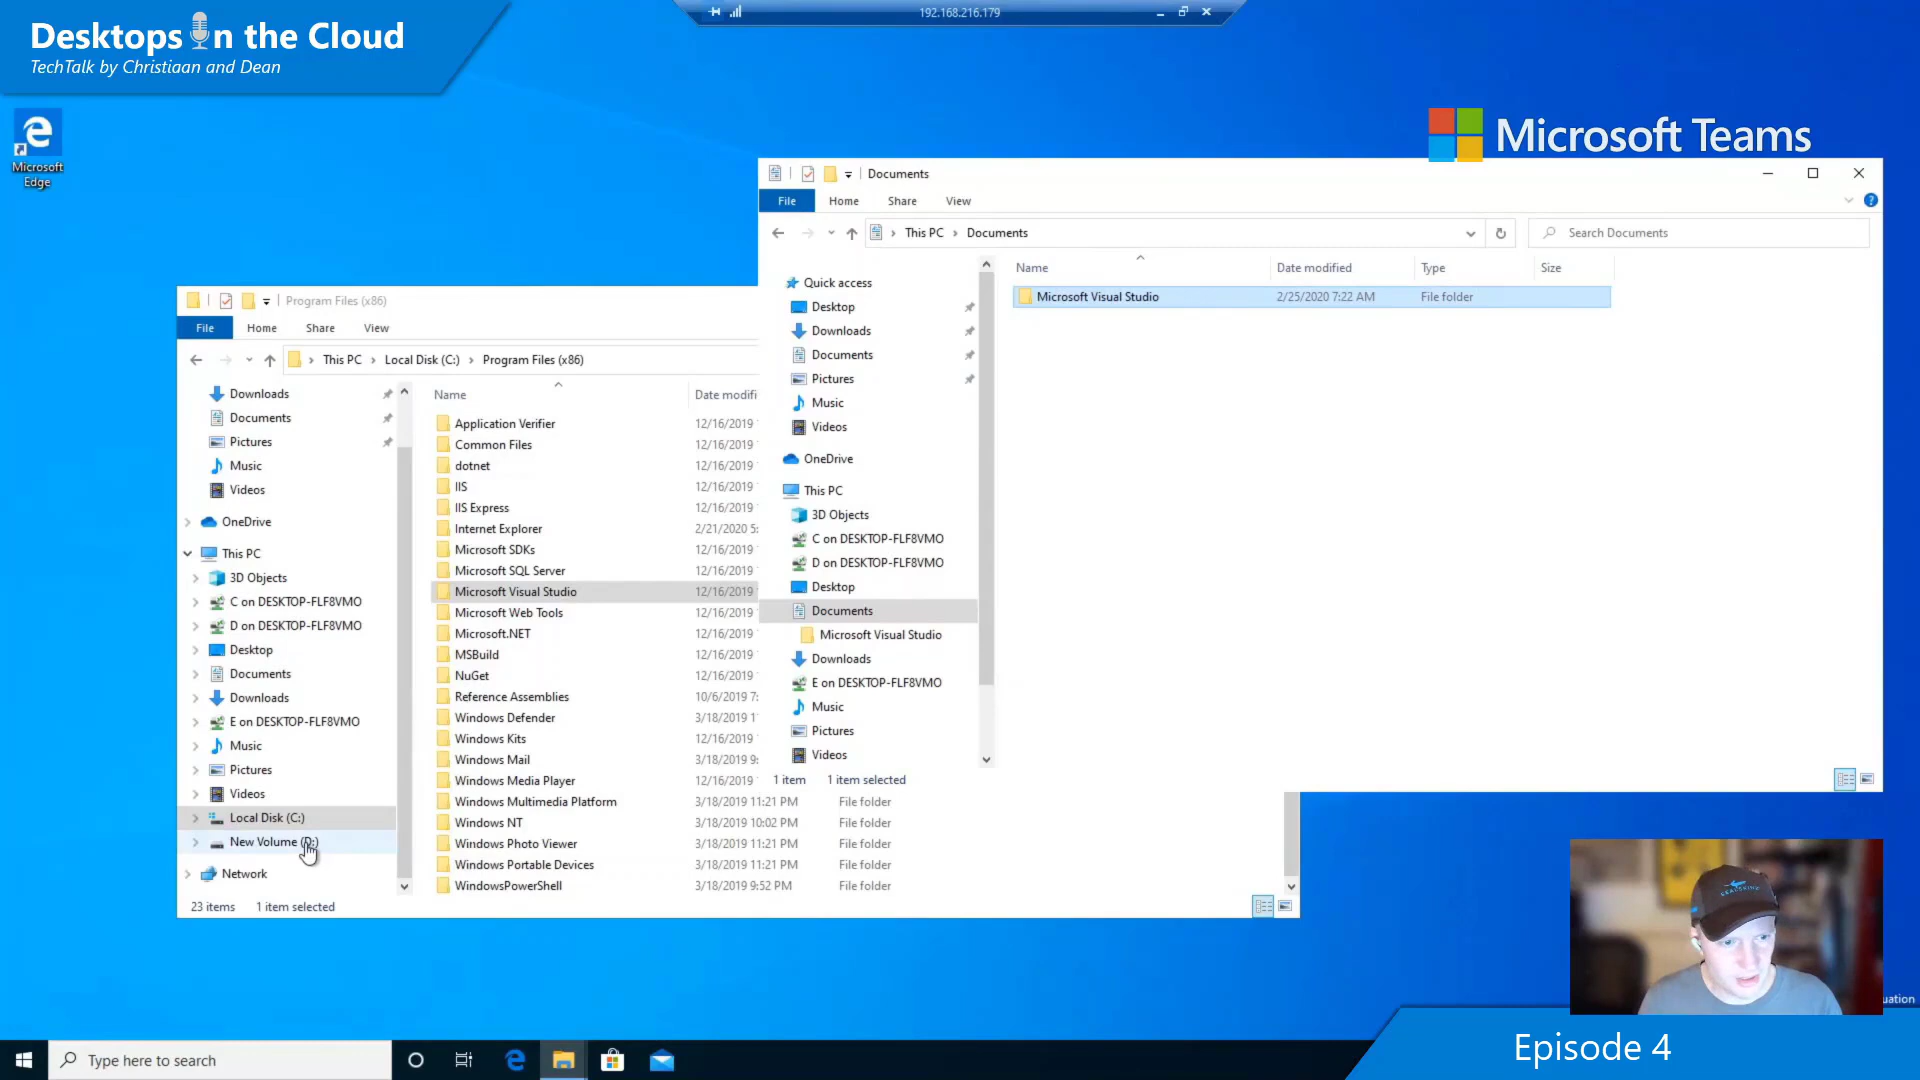 Desktops in the Cloud
TechTalk by Christiaan and Dean
192.168.216.179
Microsoft Teams
Microsoft
Edge
Documents
File Home Share View
This PC › Documents
Search Documents
Name Date modified Type Size
Microsoft Visual Studio 2/25/2020 7:22 AM File folder
Quick access
Desktop
Downloads
Documents
Pictures
Music
Videos
OneDrive
This PC
3D Objects
C on DESKTOP-FLF8VMO
D on DESKTOP-FLF8VMO
Desktop
Documents
Microsoft Visual Studio
Downloads
E on DESKTOP-FLF8VMO
Music
Pictures
Videos
1 item 1 item selected
Program Files (x86)
File Home Share View
This PC › Local Disk (C:) › Program Files (x86)
Downloads
Documents
Pictures
Music
Videos
OneDrive
This PC
3D Objects
C on DESKTOP-FLF8VMO
D on DESKTOP-FLF8VMO
Desktop
Documents
Downloads
E on DESKTOP-FLF8VMO
Music
Pictures
Videos
Local Disk (C:)
New Volume (D:)
Network
Name Date modifi
Application Verifier 12/16/2019
Common Files 12/16/2019
dotnet 12/16/2019
IIS 12/16/2019
IIS Express 12/16/2019
Internet Explorer 2/21/2020 5:
Microsoft SDKs 12/16/2019
Microsoft SQL Server 12/16/2019
Microsoft Visual Studio 12/16/2019
Microsoft Web Tools 12/16/2019
Microsoft.NET 12/16/2019
MSBuild 12/16/2019
NuGet 12/16/2019
Reference Assemblies 10/6/2019 7:
Windows Defender 3/18/2019 1
Windows Kits 12/16/2019
Windows Mail 3/18/2019 9:
Windows Media Player 12/16/2019
Windows Multimedia Platform 3/18/2019 11:21 PM File folder
Windows NT 3/18/2019 10:02 PM File folder
Windows Photo Viewer 3/18/2019 11:21 PM File folder
Windows Portable Devices 3/18/2019 11:21 PM File folder
WindowsPowerShell 3/18/2019 9:52 PM File folder
23 items 1 item selected
uation
Episode 4
Type here to search